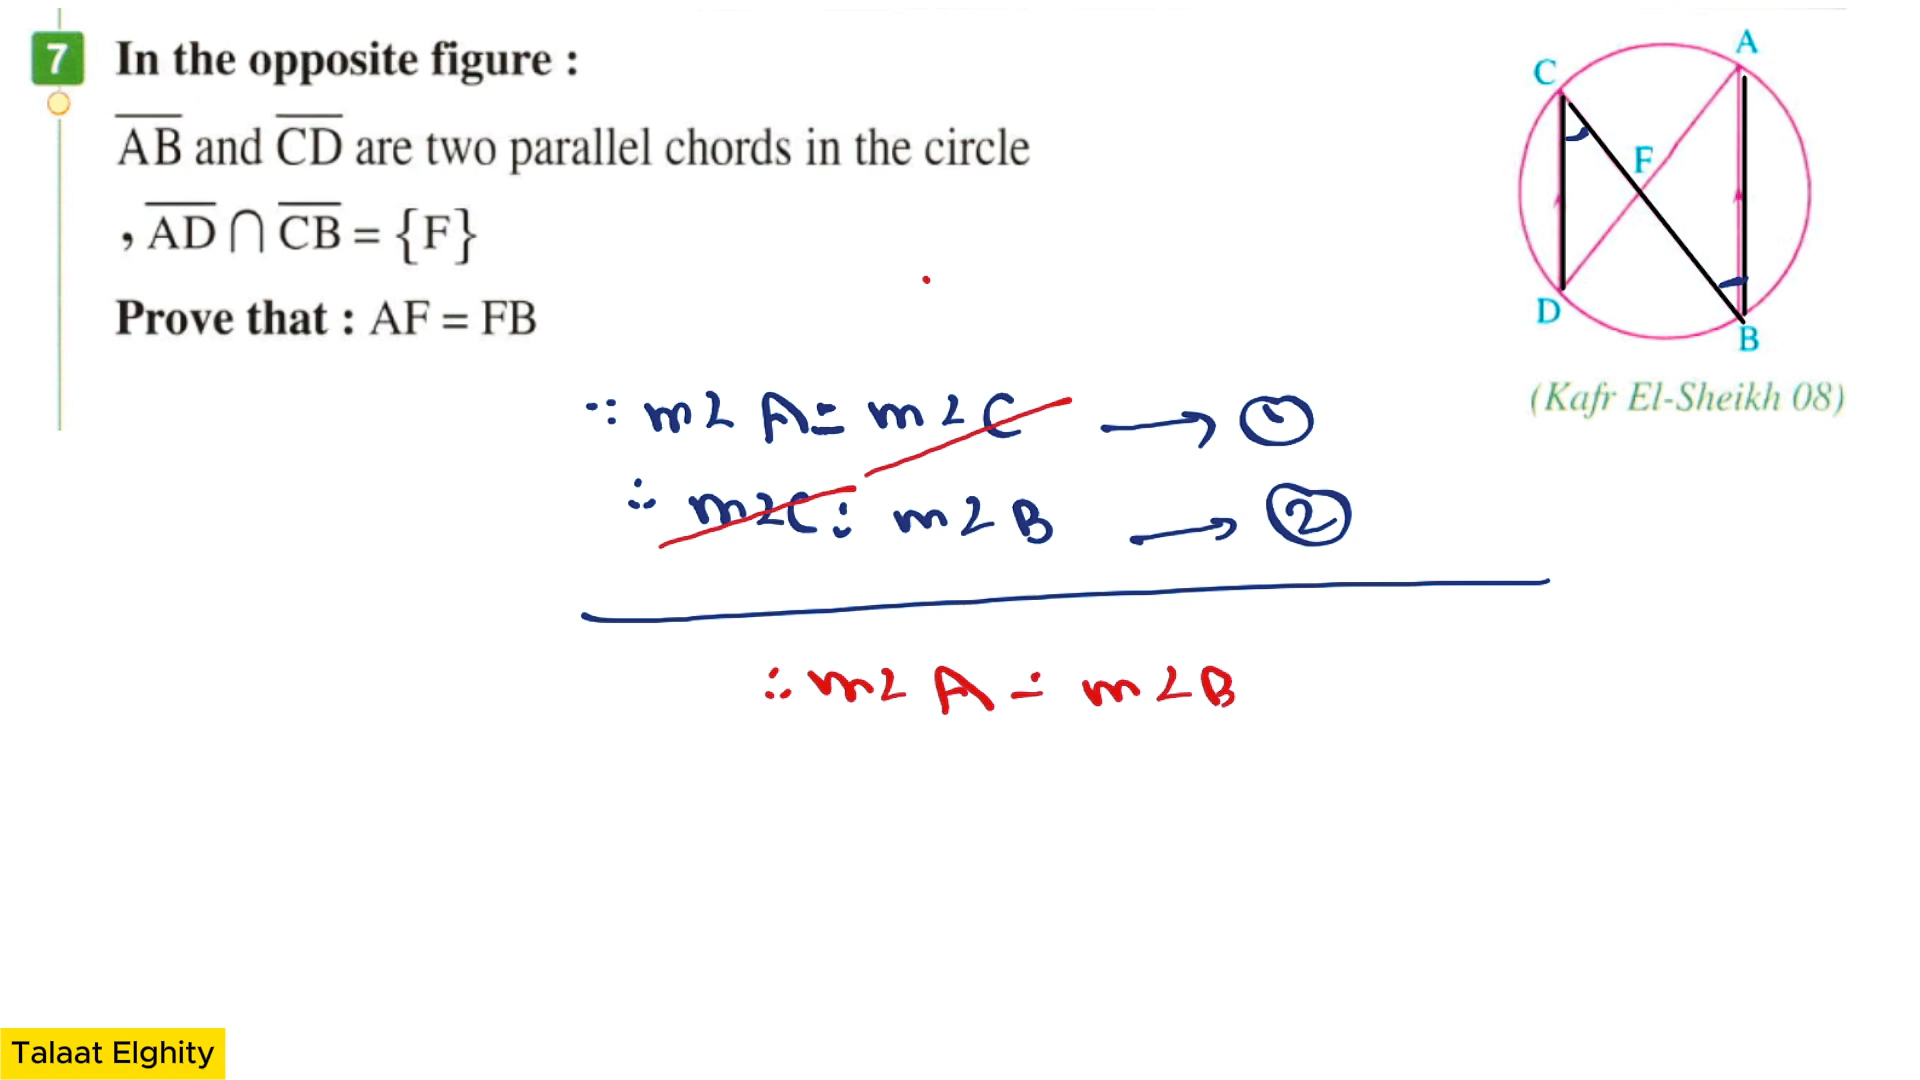 7 In the opposite figure :
AB and CD are two parallel chords in the circle
, AD ∩ CB = {F}
Prove that : AF = FB
C
A
F
D
B
(Kafr El-Sheikh 08)
∵ m∠A = m∠C → ①
∴ m∠C = m∠B → ②
∴ m∠A = m∠B
Talaat Elghity